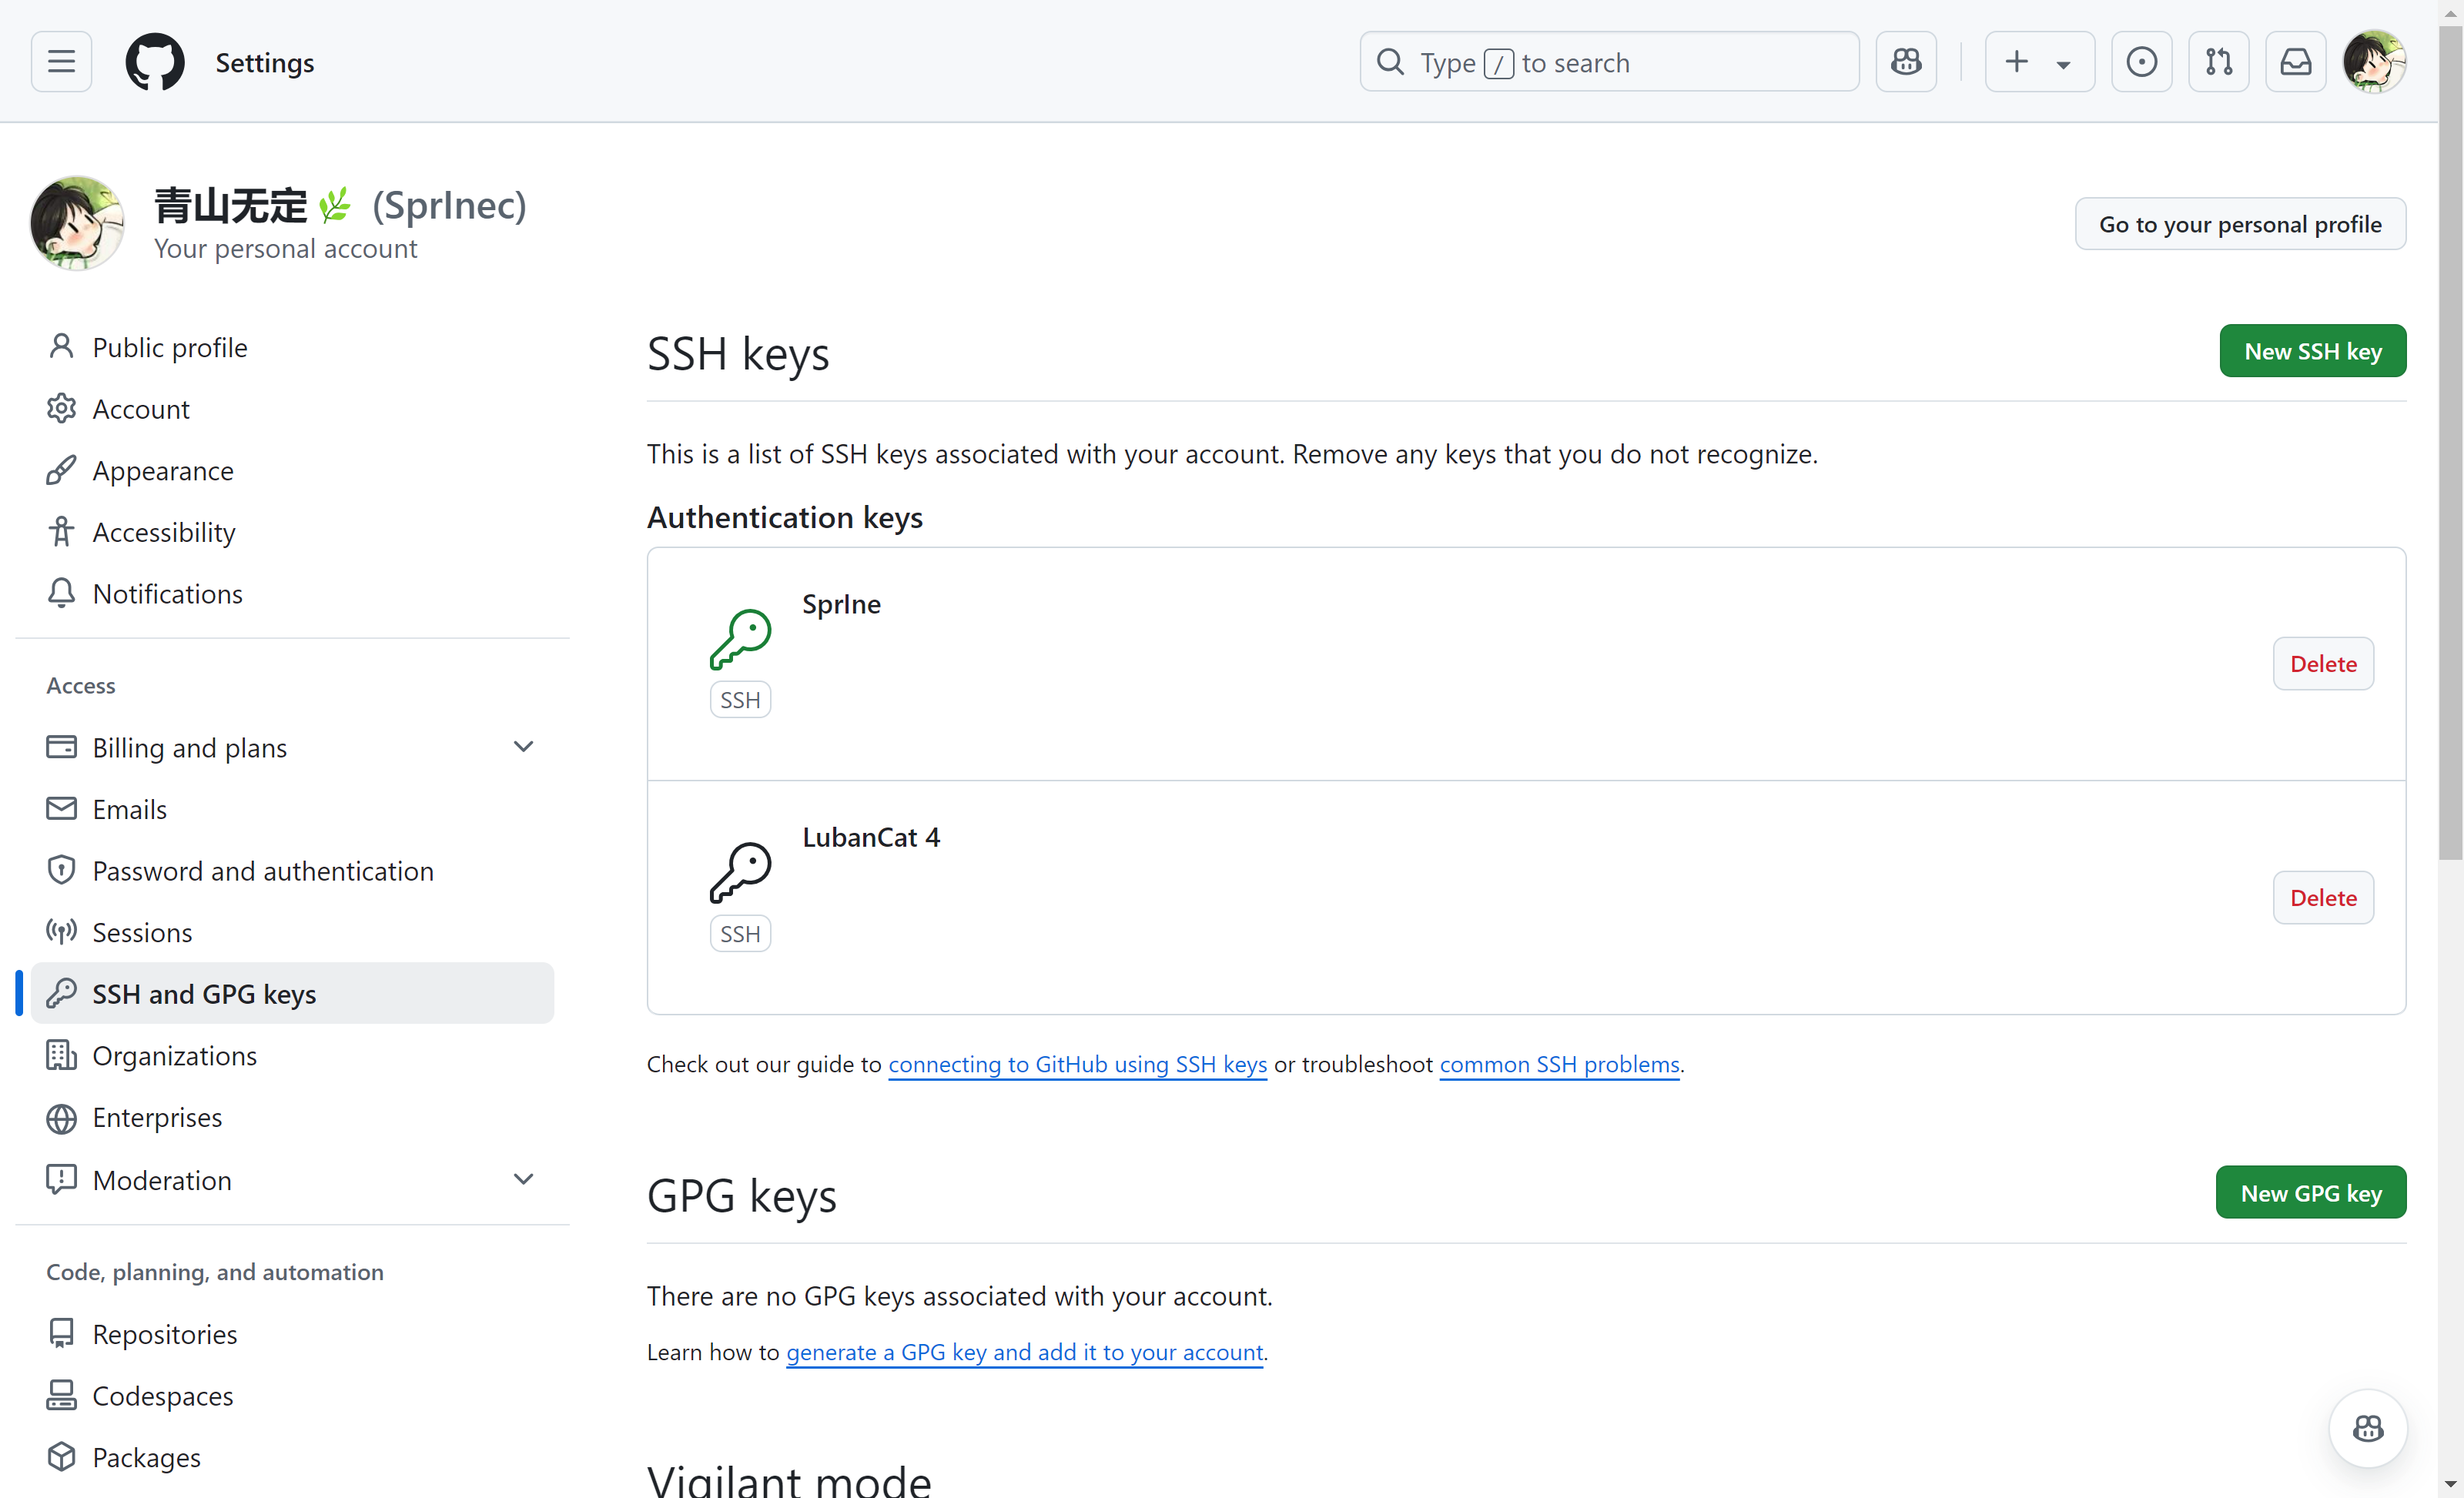 Settings
Type / to search
青山无定🌿 (SprInec)
Your personal account
Go to your personal profile
Public profile
Account
Appearance
Accessibility
Notifications
Access
Billing and plans
Emails
Password and authentication
Sessions
SSH and GPG keys
Organizations
Enterprises
Moderation
Code, planning, and automation
Repositories
Codespaces
Packages
SSH keys
New SSH key
This is a list of SSH keys associated with your account. Remove any keys that you do not recognize.
Authentication keys
SprIne
SSH
Delete
LubanCat 4
SSH
Delete
Check out our guide to connecting to GitHub using SSH keys or troubleshoot common SSH problems.
GPG keys
New GPG key
There are no GPG keys associated with your account.
Learn how to generate a GPG key and add it to your account.
Vigilant mode